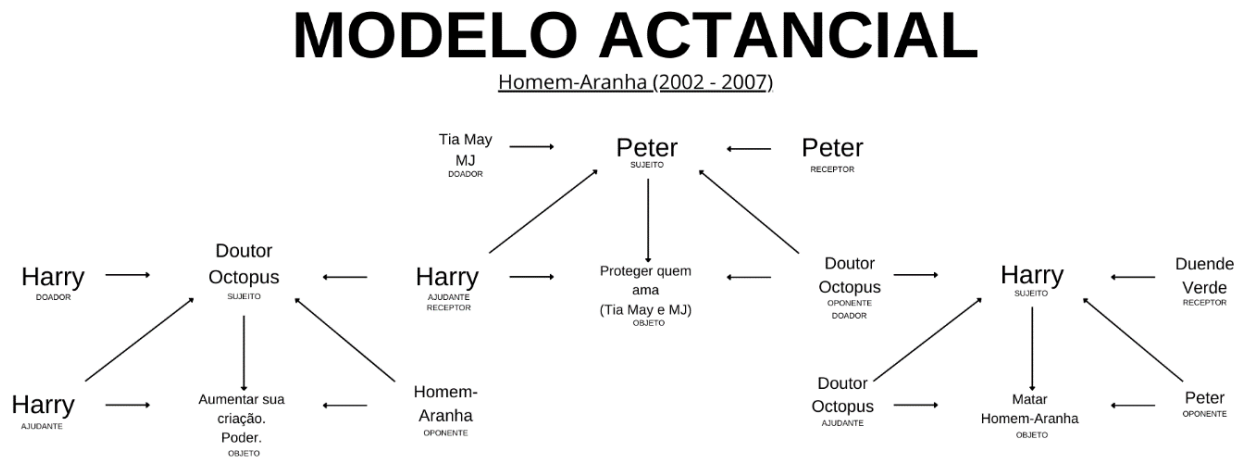 MODELO ACTANCIAL
Homem-Aranha (2002 - 2007)
Tia May
MJ
DOADOR
Peter
SUJEITO
Peter
RECEPTOR
Harry
DOADOR
Doutor
Octopus
SUJEITO
Harry
AJUDANTE
RECEPTOR
Proteger quem
ama
(Tia May e MJ)
OBJETO
Doutor
Octopus
OPONENTE
DOADOR
Harry
SUJEITO
Duende
Verde
RECEPTOR
Harry
AJUDANTE
Aumentar sua
criação.
Poder.
OBJETO
Homem-
Aranha
OPONENTE
Doutor
Octopus
AJUDANTE
Matar
Homem-Aranha
OBJETO
Peter
OPONENTE